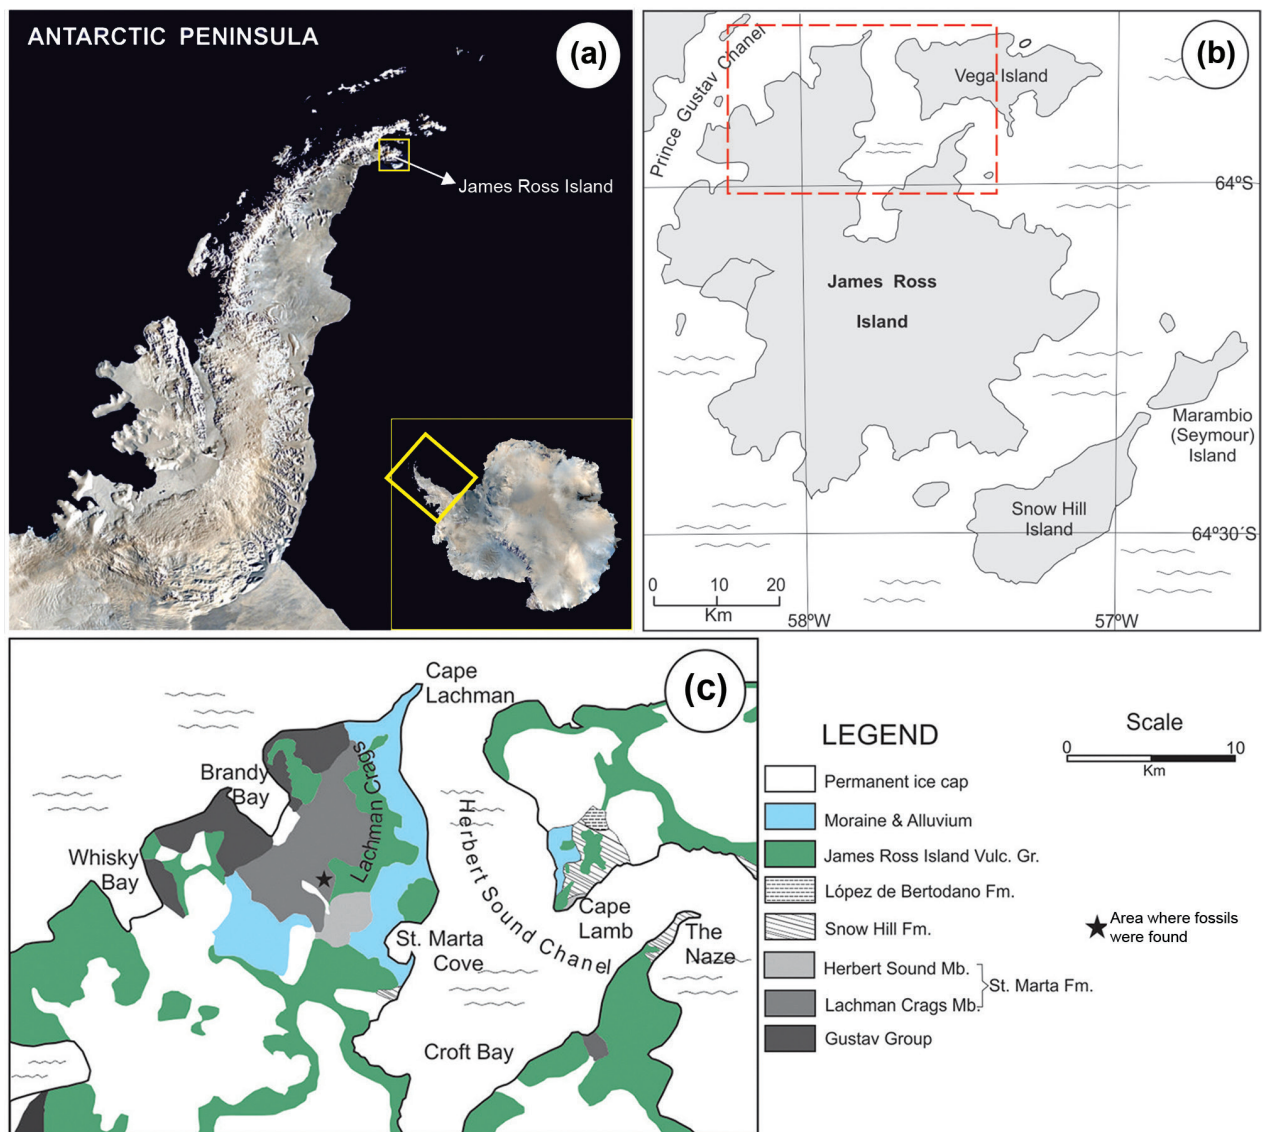 ANTARCTIC PENINSULA
(a)
James Ross Island
(b)
Prince Gustav Chanel
Vega Island
64ºS
James Ross
Island
Marambio
(Seymour)
Island
Snow Hill
Island
64º30´S
0 10 20
Km
58ºW
57ºW
(c)
Cape
Lachman
Brandy
Bay
Lachman Crags
Whisky
Bay
Herbert Sound Chanel
Cape
Lamb
St. Marta
Cove
The
Naze
Croft Bay
LEGEND
Permanent ice cap
Moraine & Alluvium
James Ross Island Vulc. Gr.
López de Bertodano Fm.
Snow Hill Fm.
Herbert Sound Mb.
Lachman Crags Mb.
St. Marta Fm.
Gustav Group
Scale
0 10
Km
Area where fossils
were found